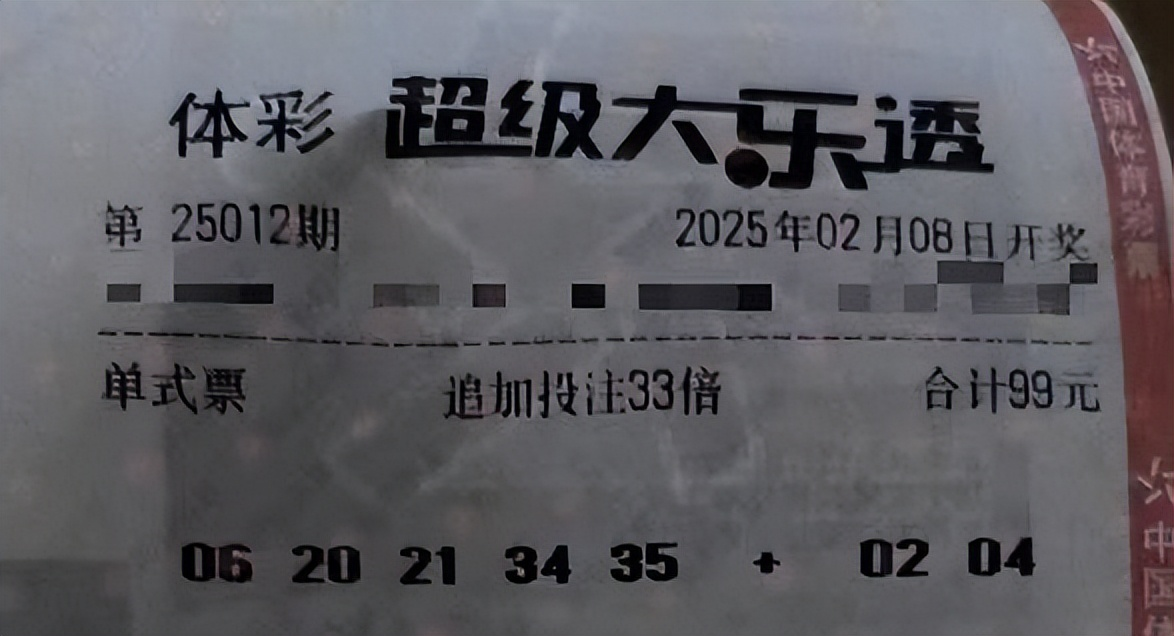 体彩 超级大乐透
第 25012期 2025年02月08日开奖
单式票 追加投注33倍 合计99元
06 20 21 34 35 + 02 04
中国体育彩票
中国体